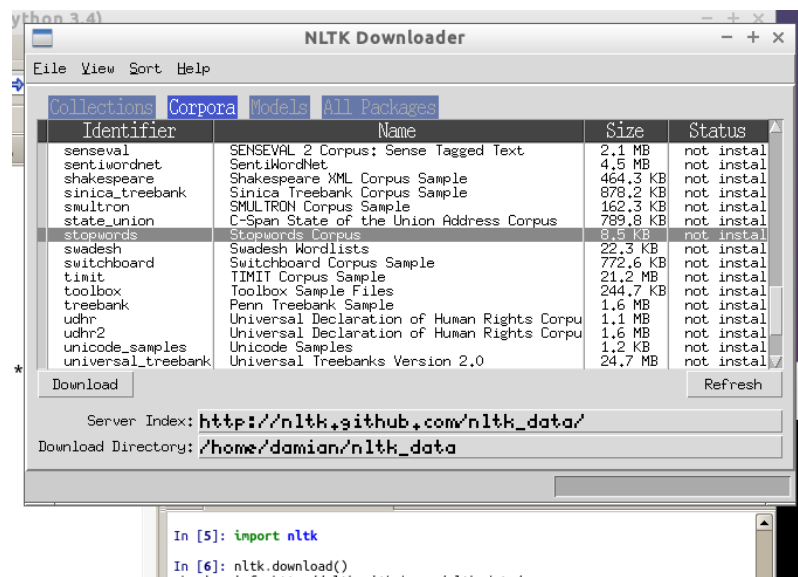 ython 3.4)
NLTK Downloader
File View Sort Help
Collections Corpora Models All Packages
Identifier Name Size Status
senseval SENSEVAL 2 Corpus: Sense Tagged Text 2.1 MB not instal
sentiwordnet SentiWordNet 4.5 MB not instal
shakespeare Shakespeare XML Corpus Sample 464.3 KB not instal
sinica_treebank Sinica Treebank Corpus Sample 878.2 KB not instal
smultron SMULTRON Corpus Sample 162.3 KB not instal
state_union C-Span State of the Union Address Corpus 789.8 KB not instal
stopwords Stopwords Corpus 8.5 KB not instal
swadesh Swadesh Wordlists 22.3 KB not instal
switchboard Switchboard Corpus Sample 772.6 KB not instal
timit TIMIT Corpus Sample 21.2 MB not instal
toolbox Toolbox Sample Files 244.7 KB not instal
treebank Penn Treebank Sample 1.6 MB not instal
udhr Universal Declaration of Human Rights Corpu 1.1 MB not instal
udhr2 Universal Declaration of Human Rights Corpu 1.6 MB not instal
unicode_samples Unicode Samples 1.2 KB not instal
universal_treebank Universal Treebanks Version 2.0 24.7 MB not instal
*
Download Refresh
Server Index: http://nltk.github.com/nltk_data/
Download Directory: /home/damian/nltk_data
In [5]: import nltk
In [6]: nltk.download()